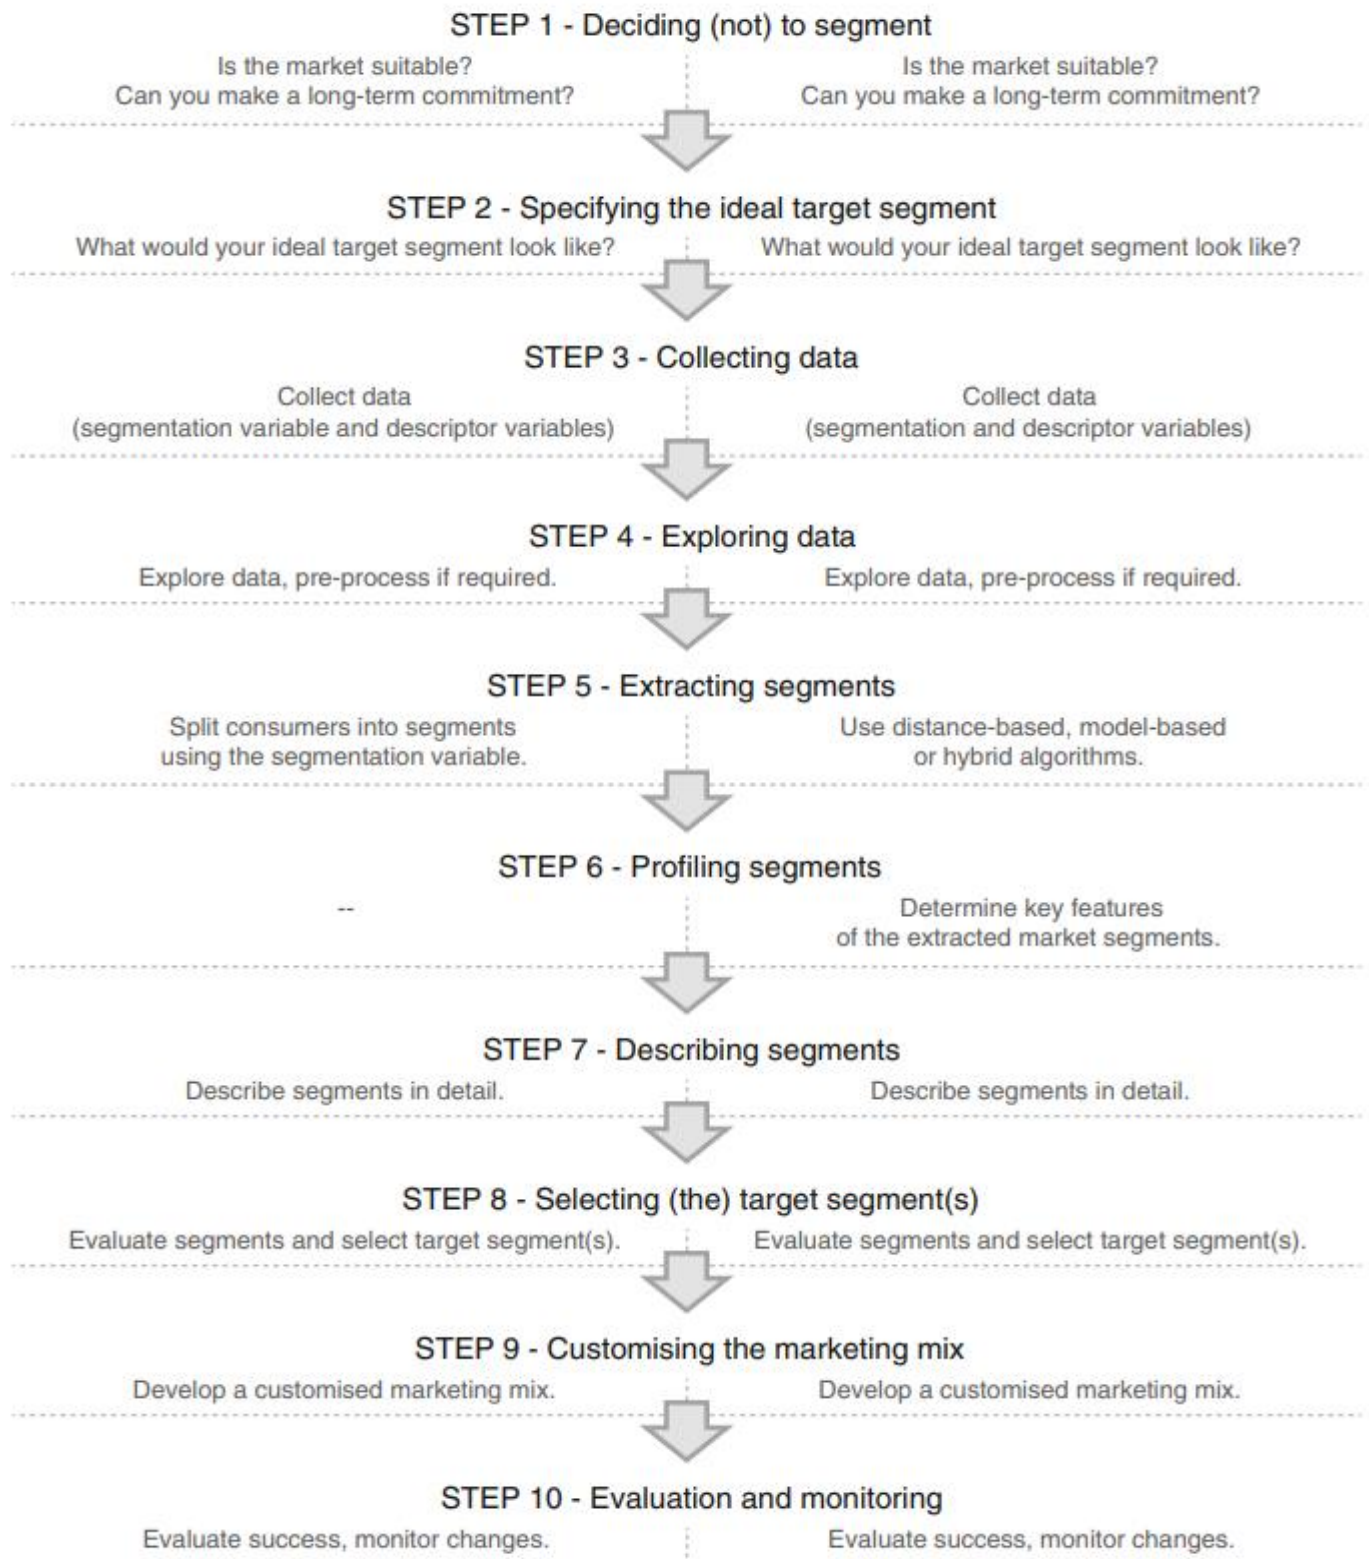 STEP 1 - Deciding (not) to segment
Is the market suitable?
Can you make a long-term commitment?
Is the market suitable?
Can you make a long-term commitment?
STEP 2 - Specifying the ideal target segment
What would your ideal target segment look like?
What would your ideal target segment look like?
STEP 3 - Collecting data
Collect data
(segmentation variable and descriptor variables)
Collect data
(segmentation and descriptor variables)
STEP 4 - Exploring data
Explore data, pre-process if required.
Explore data, pre-process if required.
STEP 5 - Extracting segments
Split consumers into segments
using the segmentation variable.
Use distance-based, model-based
or hybrid algorithms.
STEP 6 - Profiling segments
--
Determine key features
of the extracted market segments.
STEP 7 - Describing segments
Describe segments in detail.
Describe segments in detail.
STEP 8 - Selecting (the) target segment(s)
Evaluate segments and select target segment(s).
Evaluate segments and select target segment(s).
STEP 9 - Customising the marketing mix
Develop a customised marketing mix.
Develop a customised marketing mix.
STEP 10 - Evaluation and monitoring
Evaluate success, monitor changes.
Evaluate success, monitor changes.